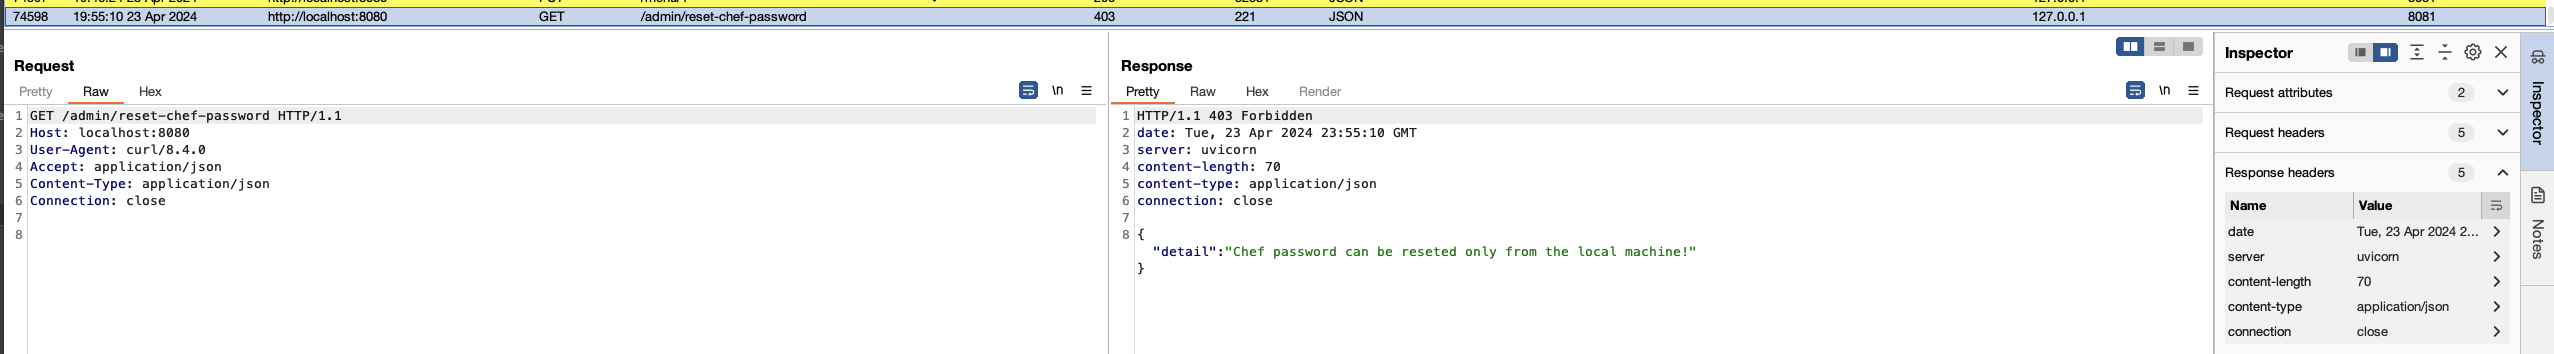 74598 19:55:10 23 Apr 2024 http://localhost:8080 GET /admin/reset-chef-password 403 221 JSON 127.0.0.1 8081
Request
Pretty Raw Hex \n
1 GET /admin/reset-chef-password HTTP/1.1
2 Host: localhost:8080
3 User-Agent: curl/8.4.0
4 Accept: application/json
5 Content-Type: application/json
6 Connection: close
7
8
Response
Pretty Raw Hex Render \n
1 HTTP/1.1 403 Forbidden
2 date: Tue, 23 Apr 2024 23:55:10 GMT
3 server: uvicorn
4 content-length: 70
5 content-type: application/json
6 connection: close
7
8 {
"detail":"Chef password can be reseted only from the local machine!"
}
Inspector
Request attributes 2
Request headers 5
Response headers 5
Name Value
date Tue, 23 Apr 2024 2...
server uvicorn
content-length 70
content-type application/json
connection close
Inspector
Notes